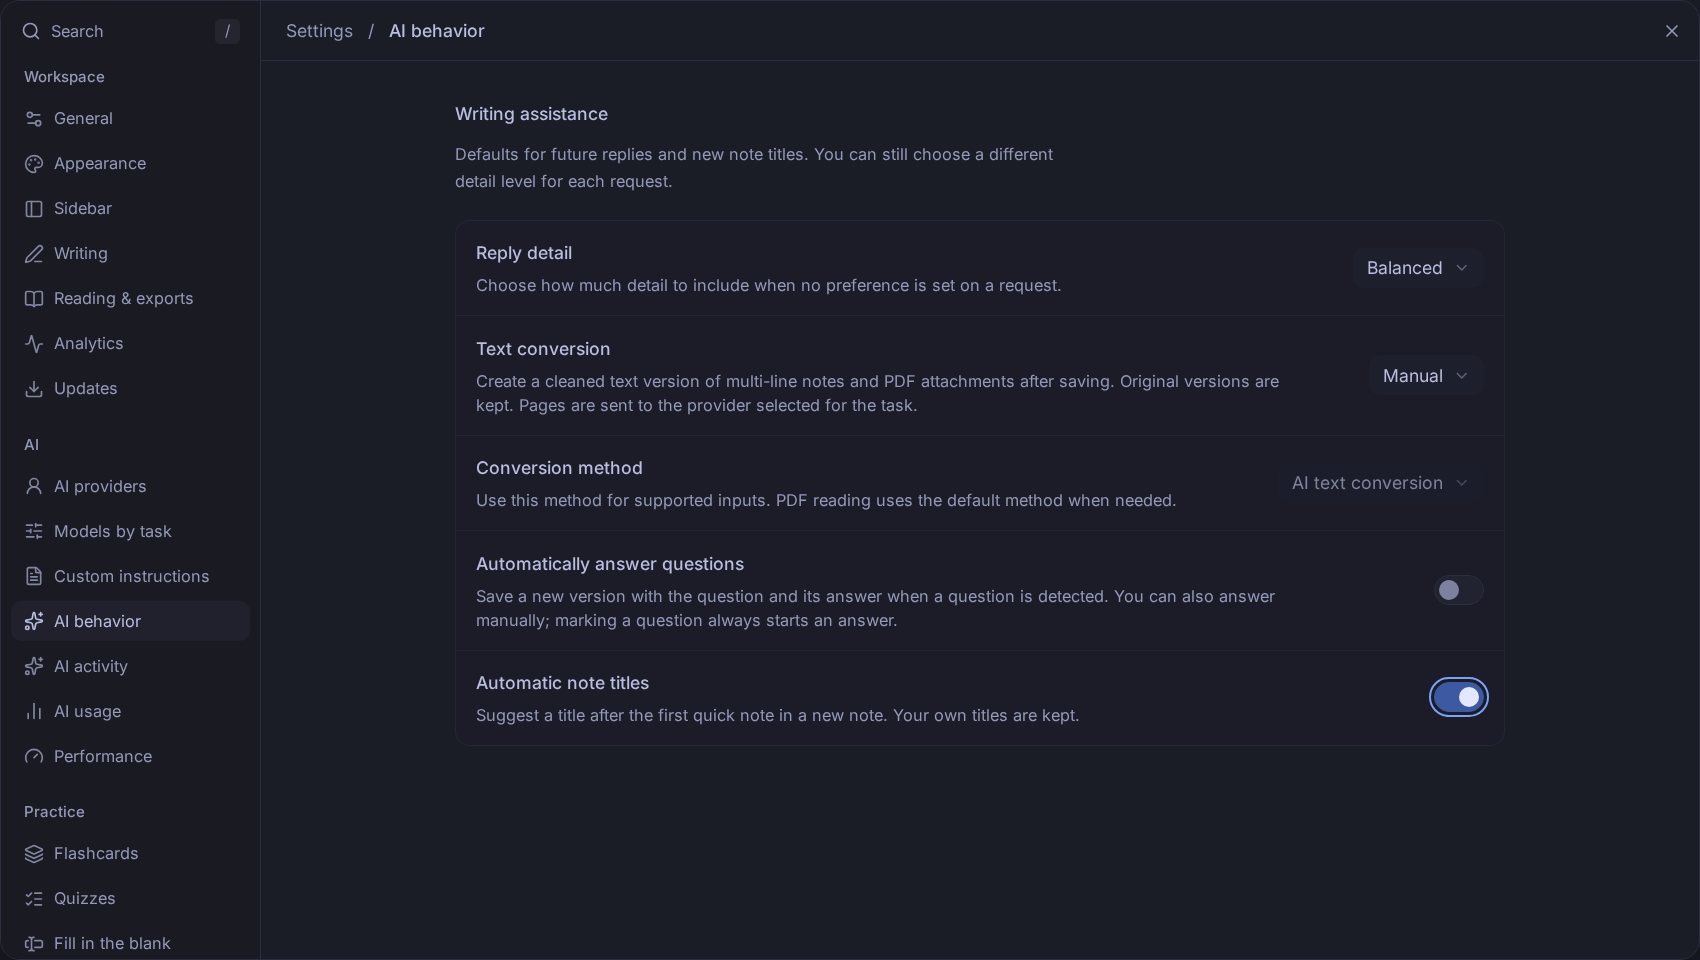 Search /
Workspace
General
Appearance
Sidebar
Writing
Reading & exports
Analytics
Updates
AI
AI providers
Models by task
Custom instructions
AI behavior
AI activity
AI usage
Performance
Practice
Flashcards
Quizzes
Fill in the blank
Settings / AI behavior
Writing assistance
Defaults for future replies and new note titles. You can still choose a different
detail level for each request.
Reply detail
Choose how much detail to include when no preference is set on a request.
Balanced
Text conversion
Create a cleaned text version of multi-line notes and PDF attachments after saving. Original versions are
kept. Pages are sent to the provider selected for the task.
Manual
Conversion method
Use this method for supported inputs. PDF reading uses the default method when needed.
AI text conversion
Automatically answer questions
Save a new version with the question and its answer when a question is detected. You can also answer
manually; marking a question always starts an answer.
Automatic note titles
Suggest a title after the first quick note in a new note. Your own titles are kept.